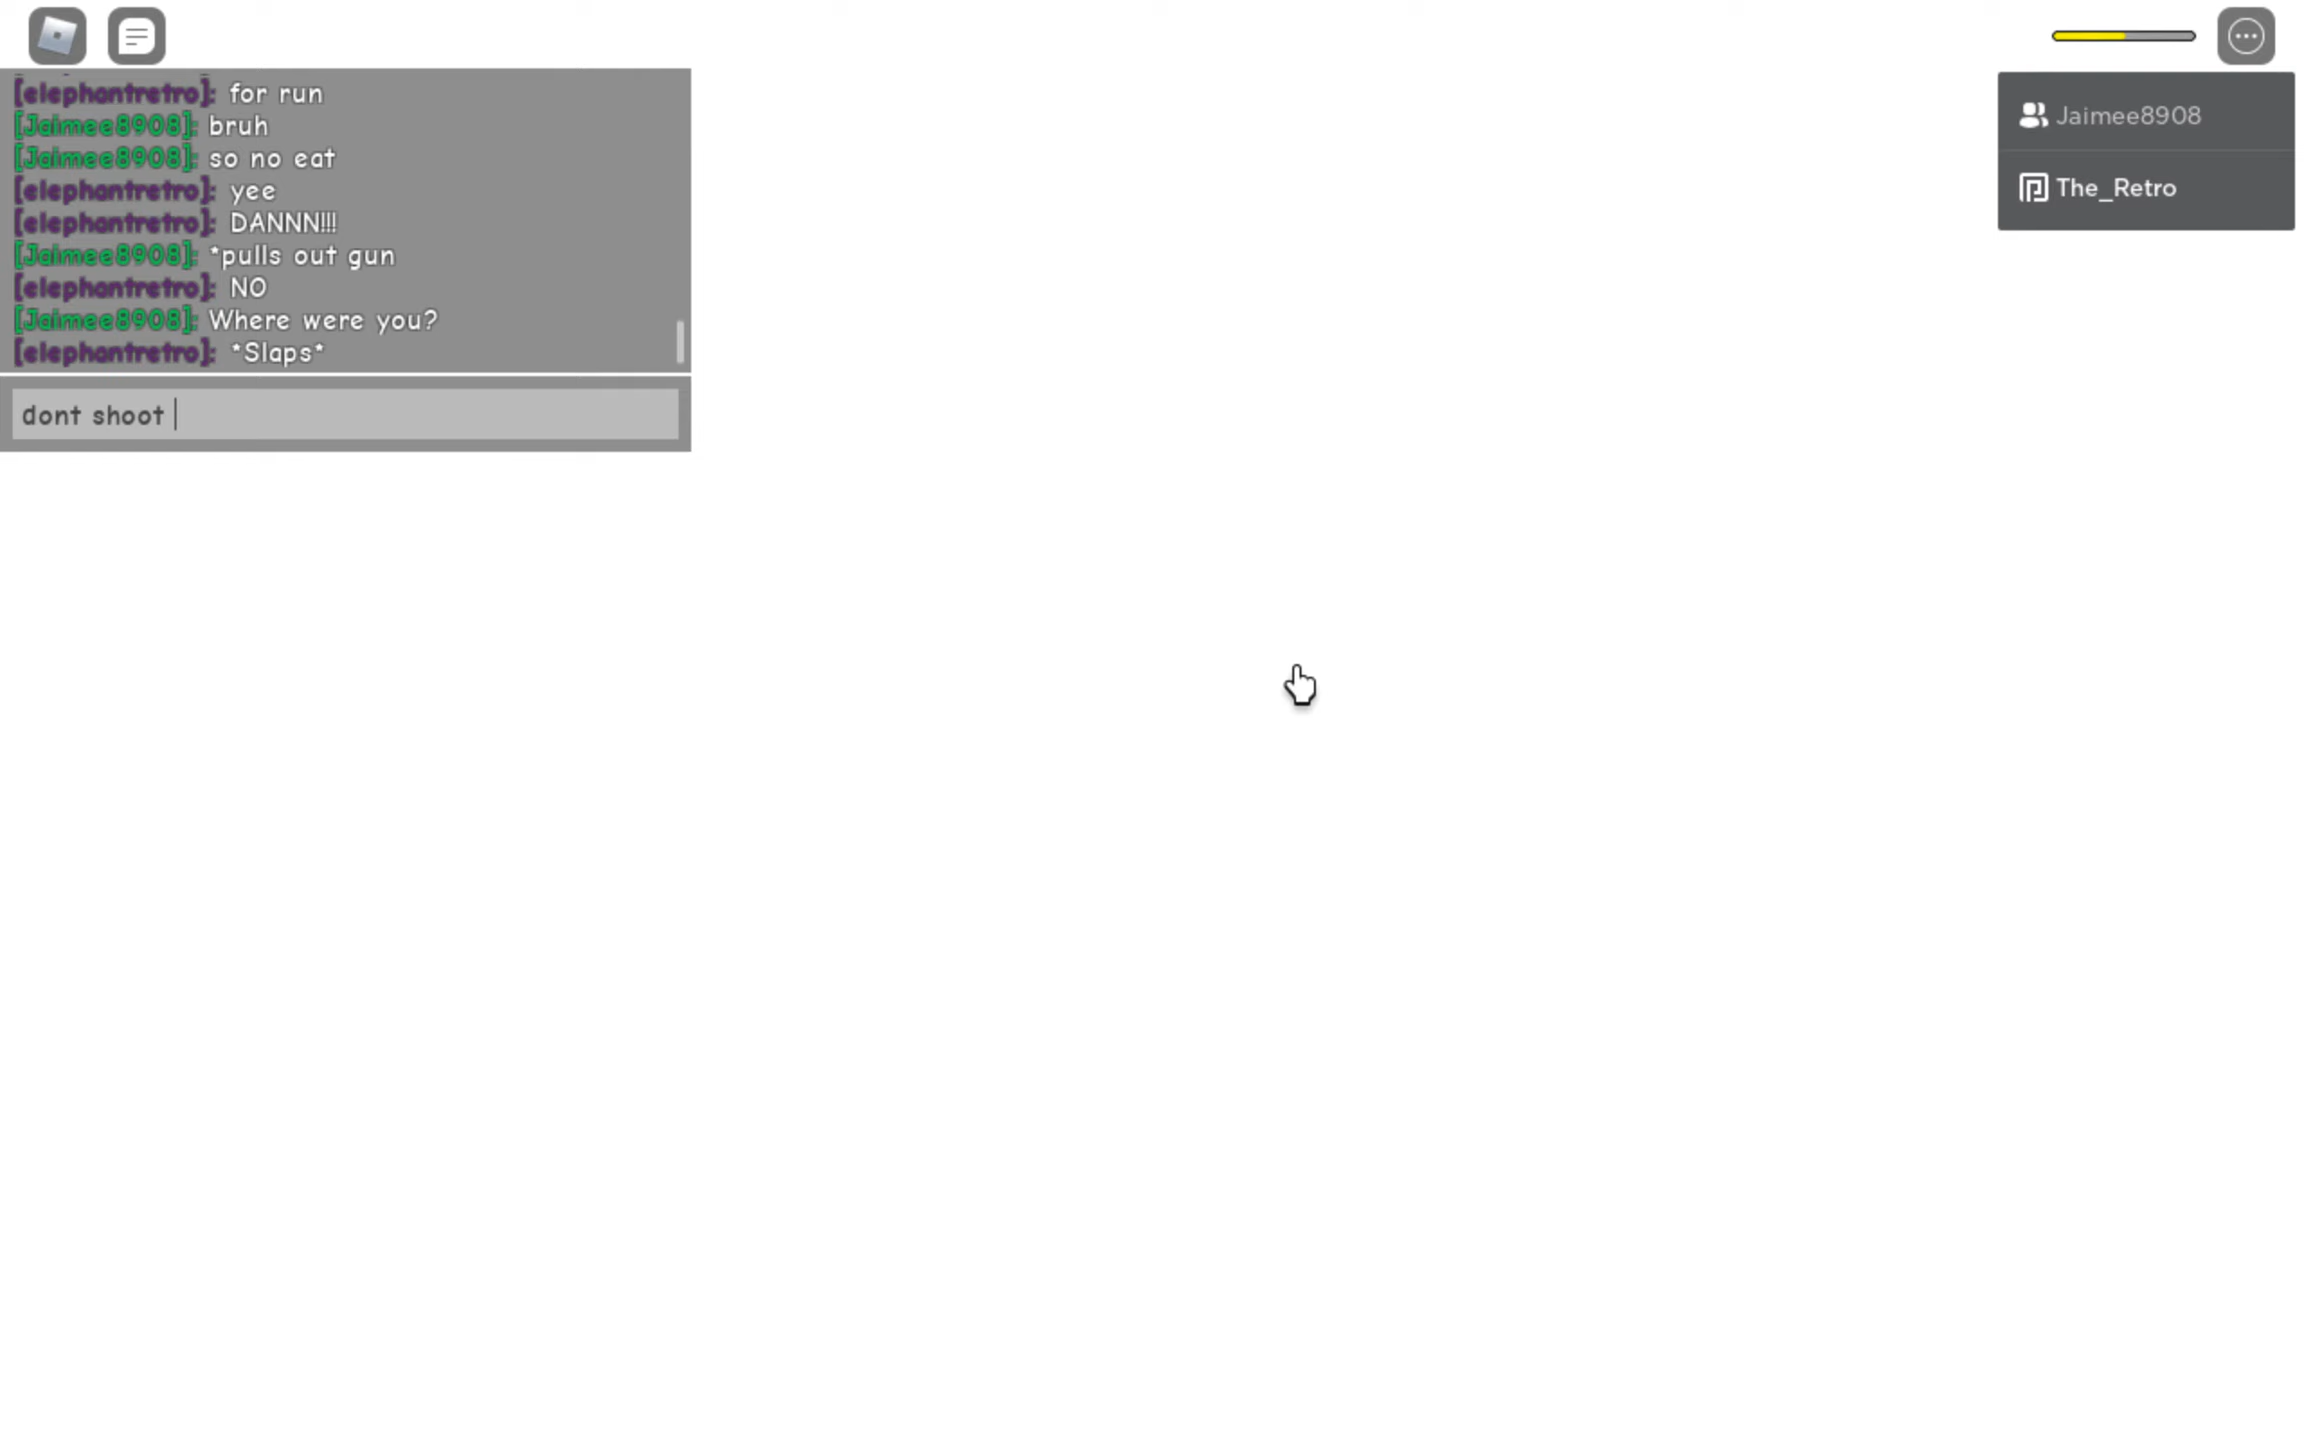 [elephantretro]: for run
[Jaimee8908]: bruh
[Jaimee8908]: so no eat
[elephantretro]: yee
[elephantretro]: DANNN!!!
[Jaimee8908]: *pulls out gun
[elephantretro]: NO
[Jaimee8908]: Where were you?
[elephantretro]: *Slaps*
dont shoot
Jaimee8908
The_Retro